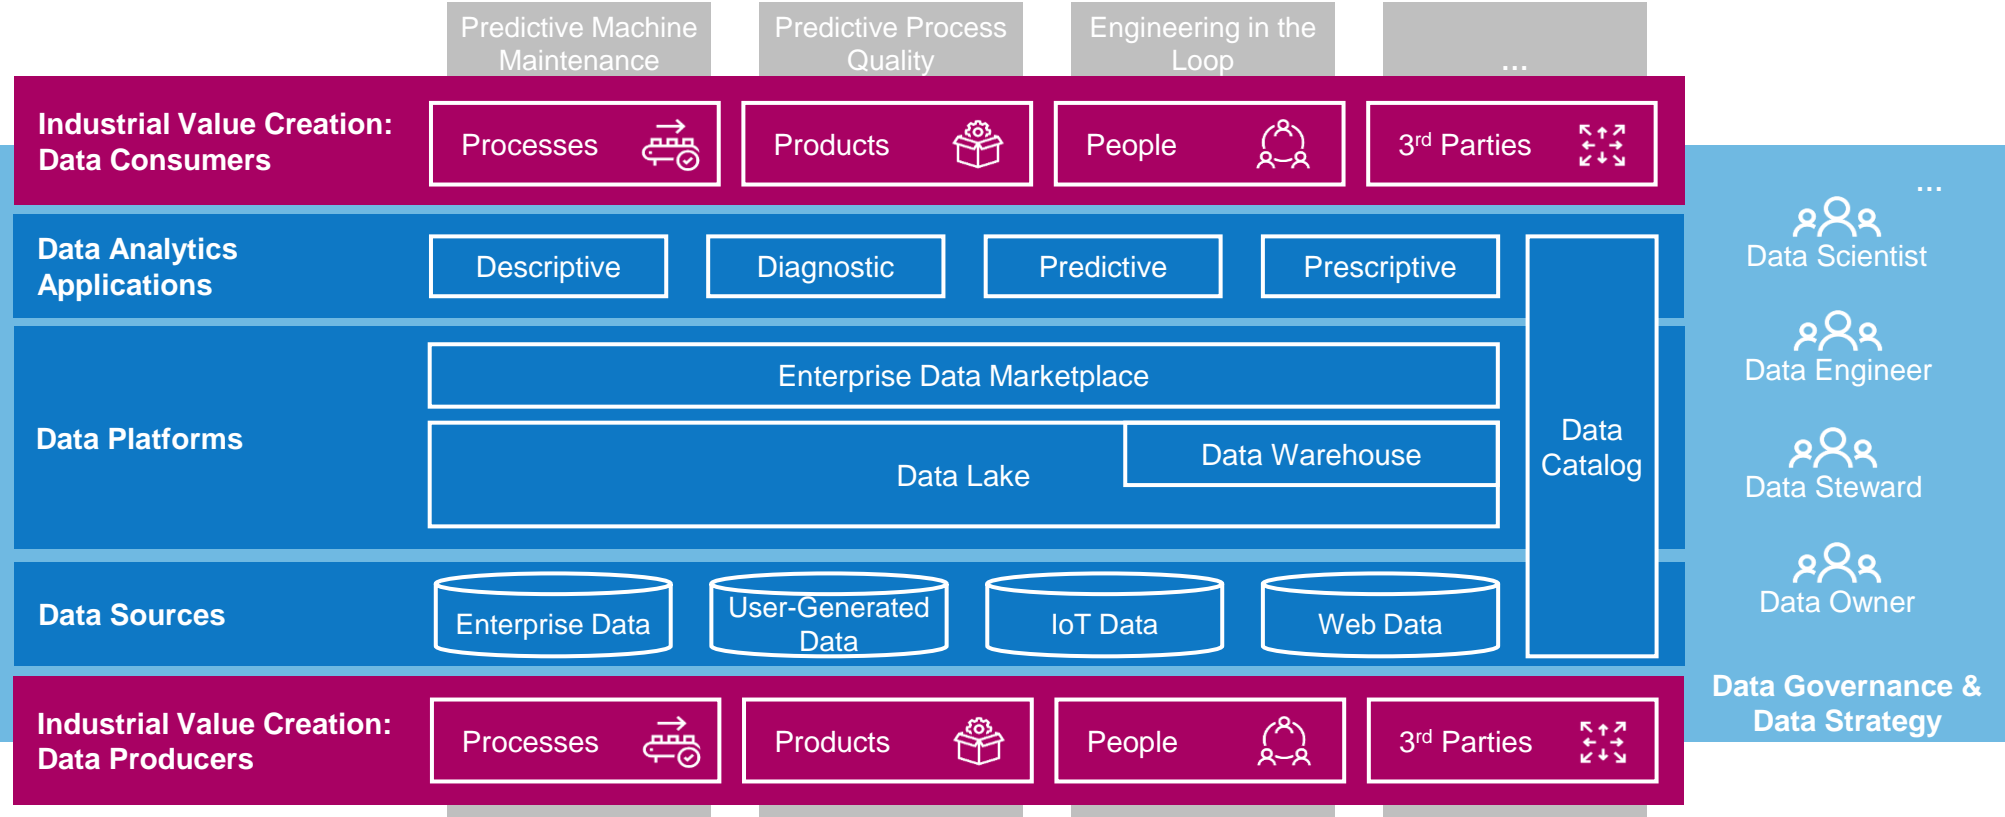 Predictive Machine
Maintenance
Predictive Process
Quality
Engineering in the
Loop
...
Industrial Value Creation:
Data Consumers
Processes
Products
People
3rd Parties
Data Analytics
Applications
Descriptive
Diagnostic
Predictive
Prescriptive
Data Platforms
Enterprise Data Marketplace
Data Lake
Data Warehouse
Data
Catalog
Data Sources
Enterprise Data
User-Generated
Data
IoT Data
Web Data
Industrial Value Creation:
Data Producers
Processes
Products
People
3rd Parties
...
Data Scientist
Data Engineer
Data Steward
Data Owner
Data Governance &
Data Strategy